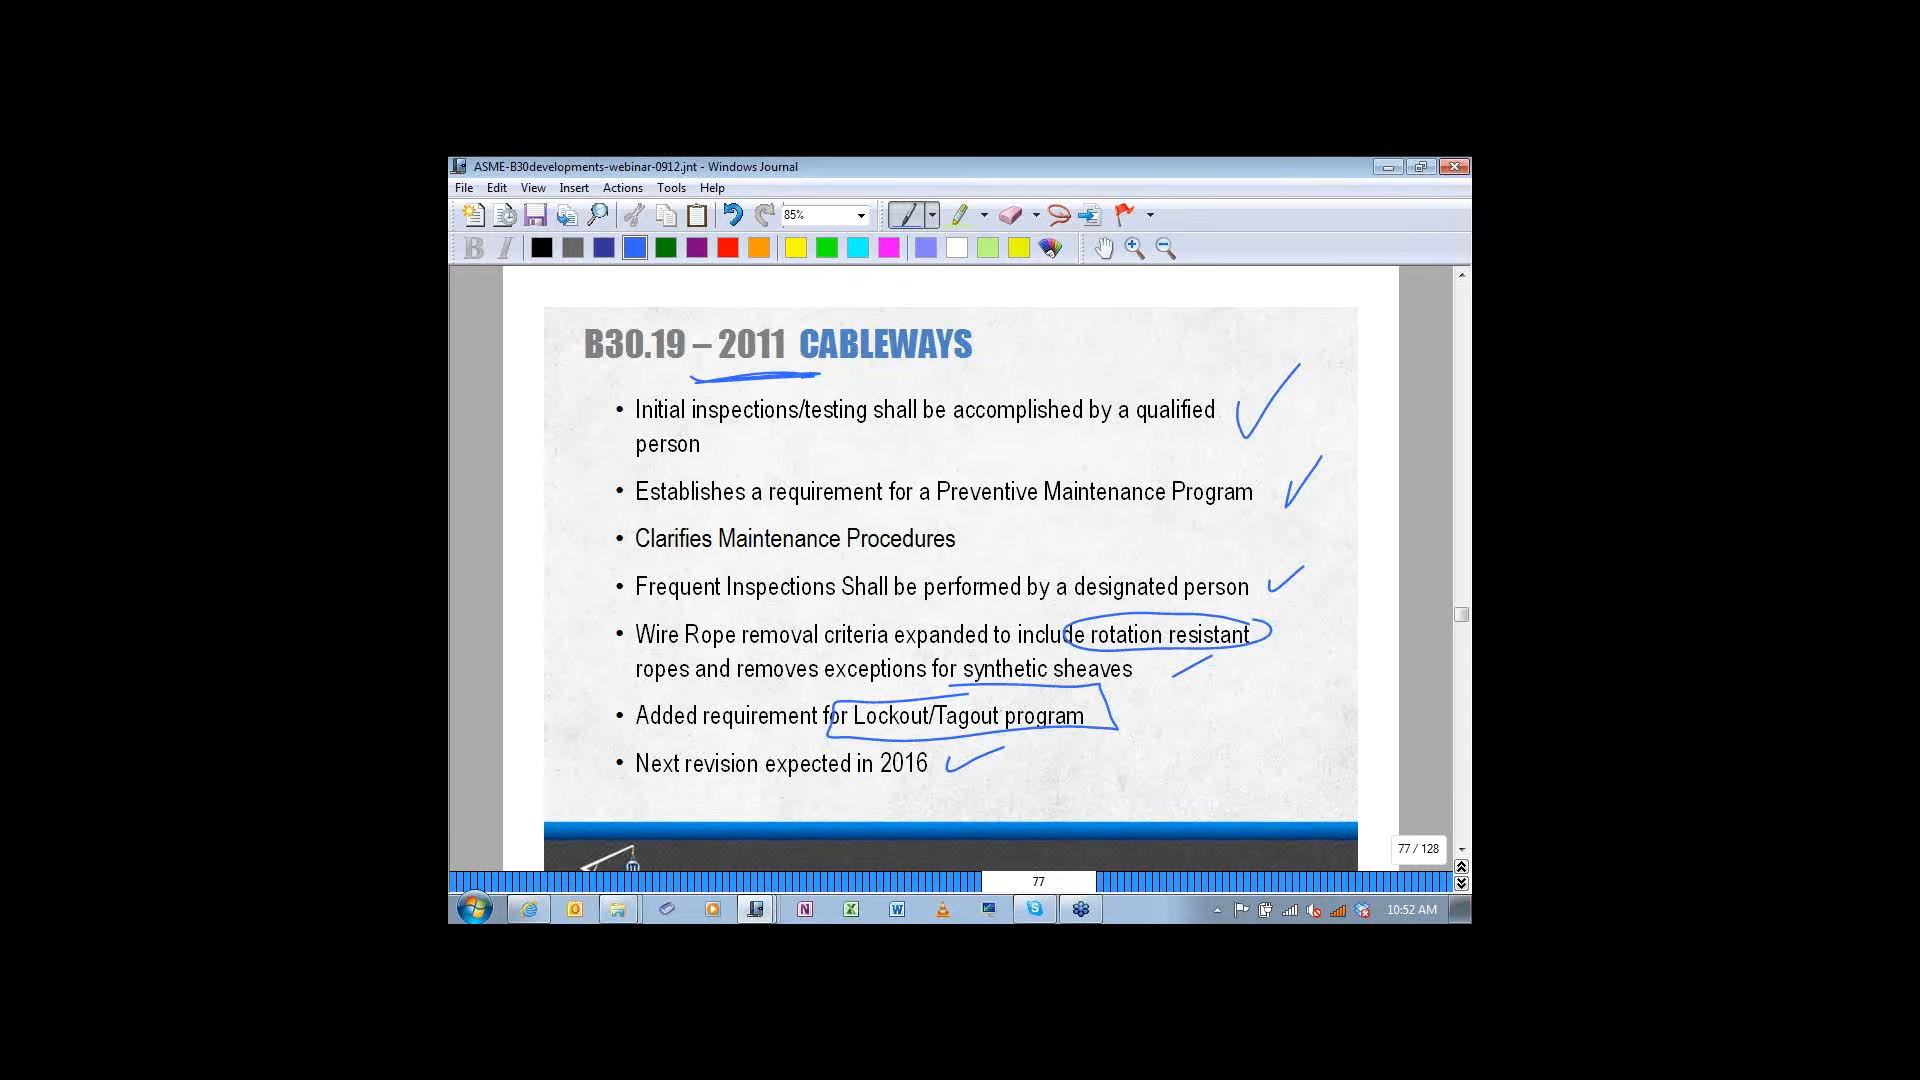 ASME-B30developments-webinar-0912.jnt - Windows Journal
File Edit View Insert Actions Tools Help
85%
B I
B30.19 – 2011 CABLEWAYS
• Initial inspections/testing shall be accomplished by a qualified
person
• Establishes a requirement for a Preventive Maintenance Program
• Clarifies Maintenance Procedures
• Frequent Inspections Shall be performed by a designated person
• Wire Rope removal criteria expanded to include rotation resistant
ropes and removes exceptions for synthetic sheaves
• Added requirement for Lockout/Tagout program
• Next revision expected in 2016
77 / 128
77
10:52 AM